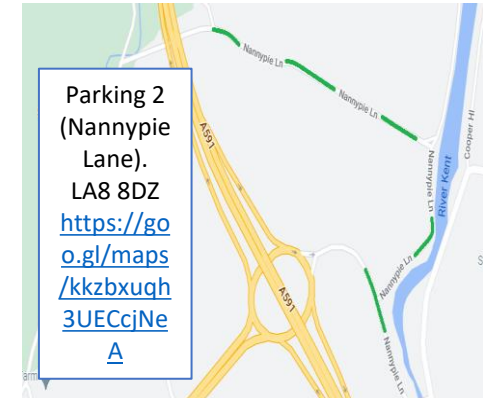 Parking 2
(Nannypie
Lane).
LA8 8DZ
https://go
o.gl/maps
/kkzbxuqh
3UECcjNe
A
Nannypie Ln
Nannypie Ln
Nannypie Ln
Nannypie Ln
Nannypie Ln
A591
A591
River Kent
Cooper Hl
S
arm